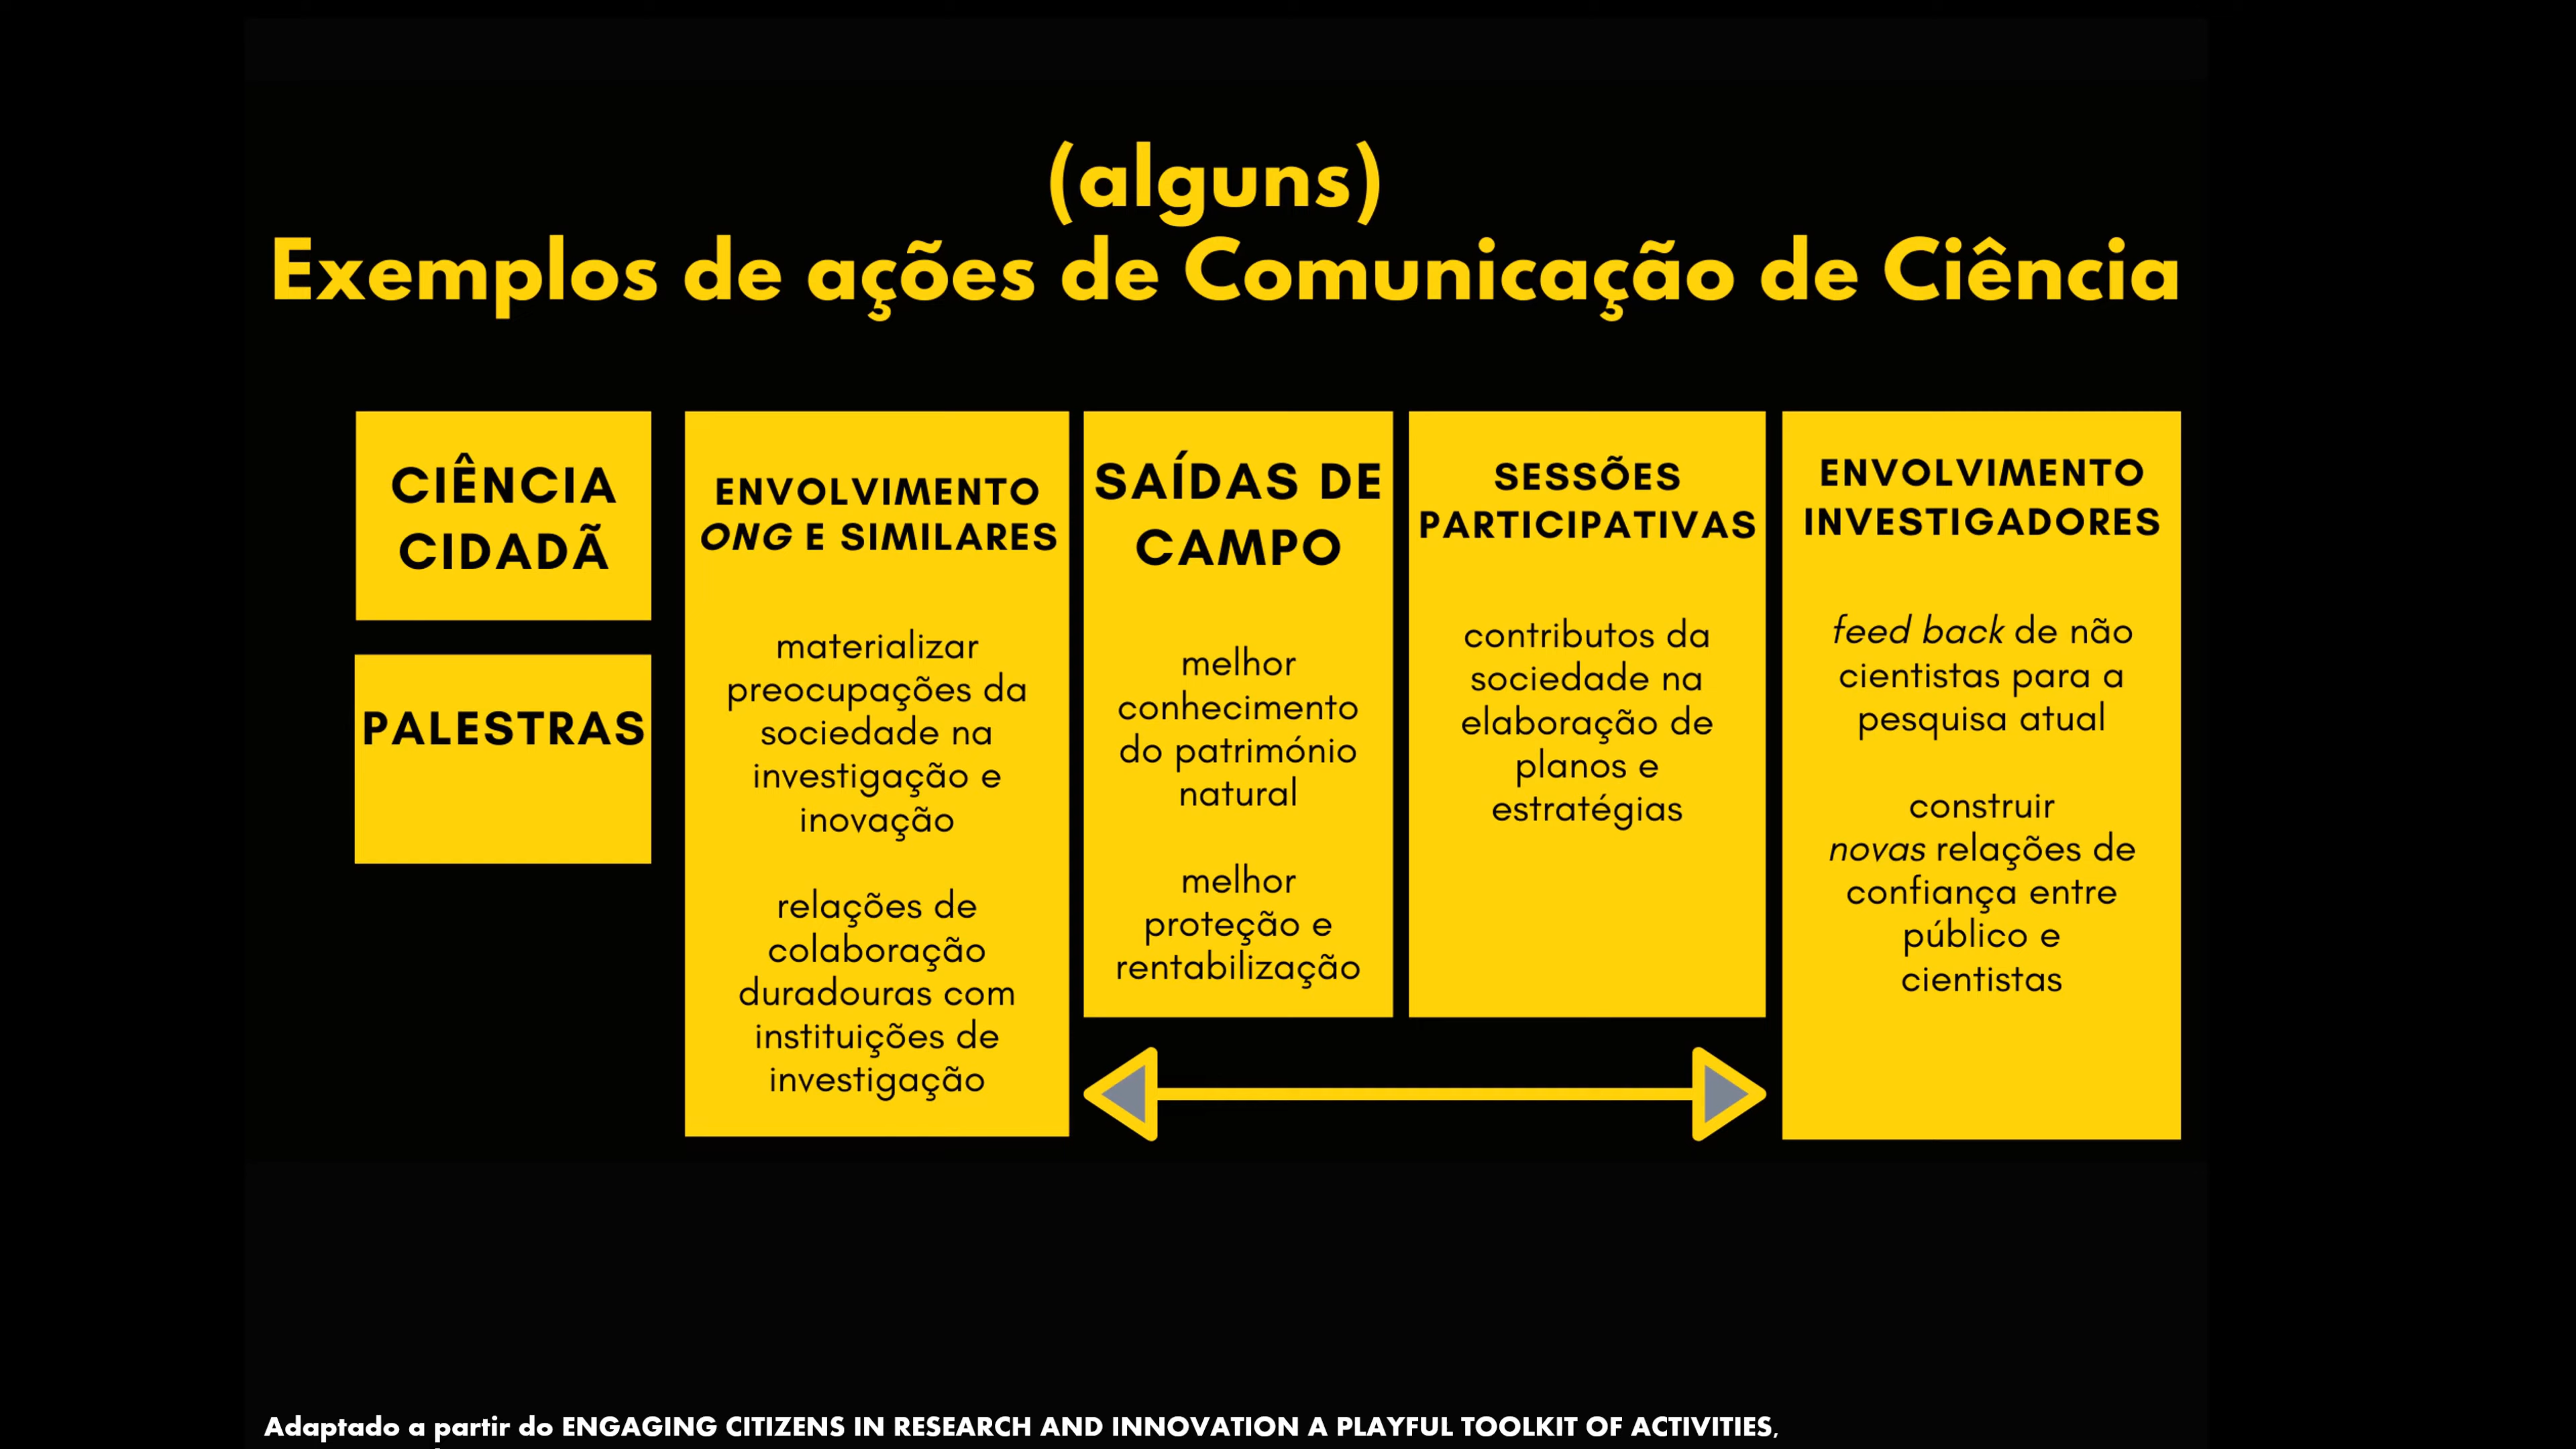 (alguns)
Exemplos de ações de Comunicação de Ciência
CIÊNCIA
CIDADÃ
PALESTRAS
ENVOLVIMENTO
ONG E SIMILARES
materializar
preocupações da
sociedade na
investigação e
inovação
relações de
colaboração
duradouras com
instituições de
investigação
SAÍDAS DE
CAMPO
melhor
conhecimento
do património
natural
melhor
proteção e
rentabilização
SESSÕES
PARTICIPATIVAS
contributos da
sociedade na
elaboração de
planos e
estratégias
ENVOLVIMENTO
INVESTIGADORES
feed back de não
cientistas para a
pesquisa atual
construir
novas relações de
confiança entre
público e
cientistas
Adaptado a partir do ENGAGING CITIZENS IN RESEARCH AND INNOVATION A PLAYFUL TOOLKIT OF ACTIVITIES,